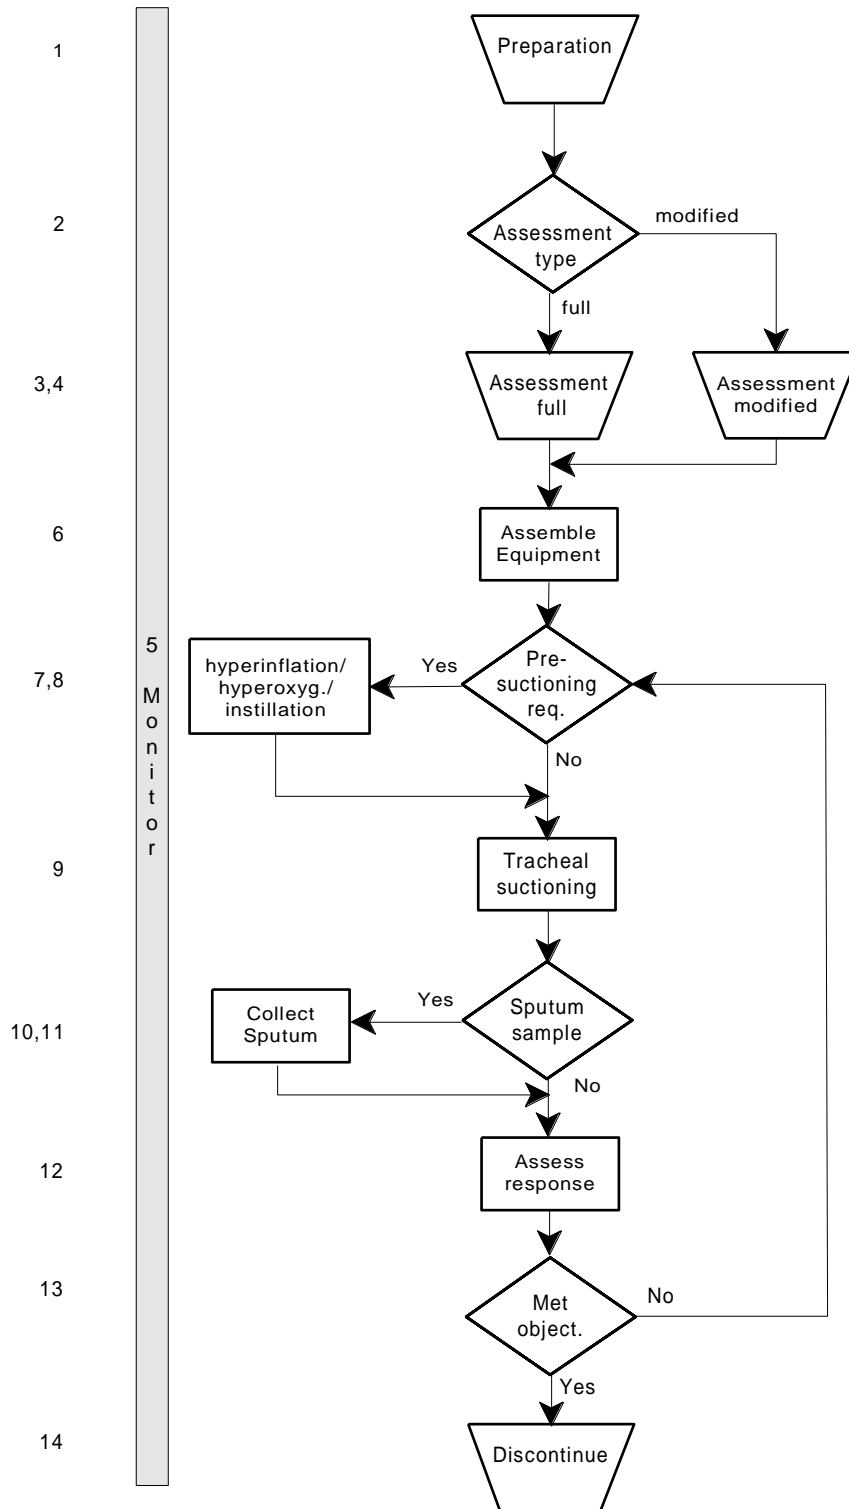 1
Preparation
2
Assessment
type
modified
full
3,4
Assessment
full
Assessment
modified
6
Assemble
Equipment
5
Monitor
7,8
hyperinflation/
hyperoxyg./
instillation
Yes
Pre-
suctioning
req.
No
9
Tracheal
suctioning
10,11
Collect
Sputum
Yes
Sputum
sample
No
12
Assess
response
13
Met
object.
No
Yes
14
Discontinue